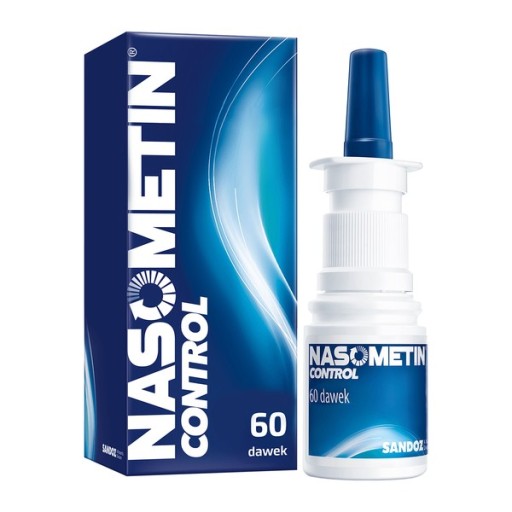 NASOMETIN®
CONTROL
60
dawek
SANDOZ
NASOMETIN
CONTROL
60 dawek
SANDOZ